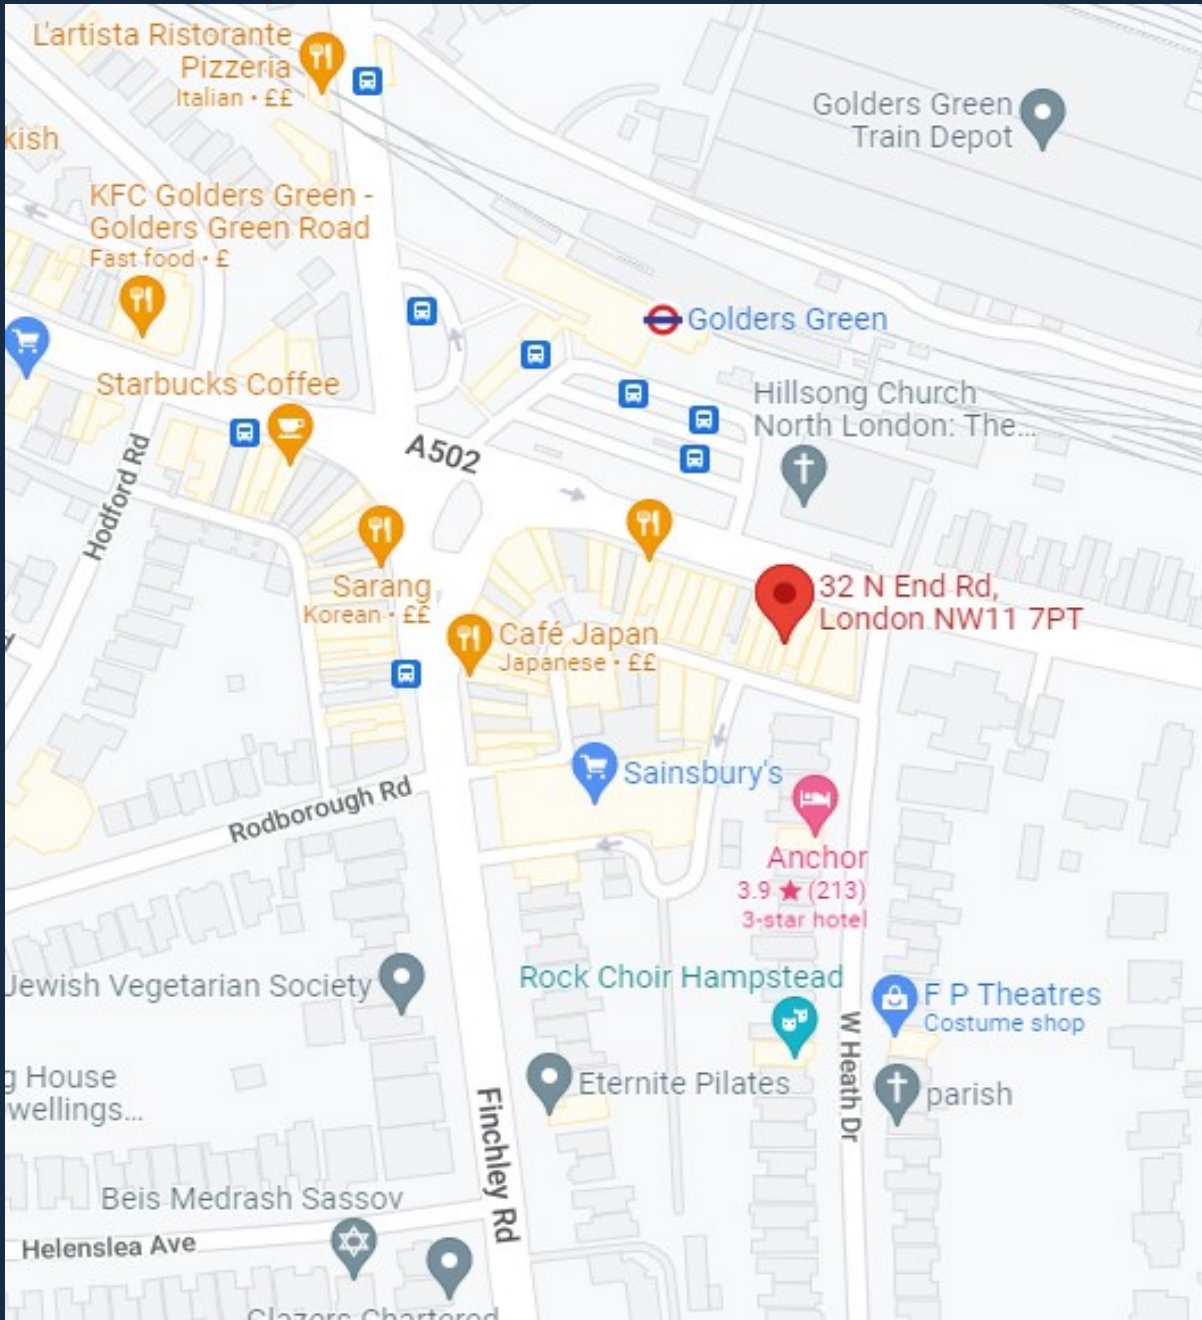 L'artista Ristorante
Pizzeria
Italian • ££
Golders Green
Train Depot
kish
KFC Golders Green -
Golders Green Road
Fast food • £
Golders Green
Starbucks Coffee
Hillsong Church
North London: The...
A502
Hodford Rd
Sarang
Korean • ££
32 N End Rd,
London NW11 7PT
Café Japan
Japanese • ££
Sainsbury's
Rodborough Rd
Anchor
3.9 ★ (213)
3-star hotel
Jewish Vegetarian Society
Rock Choir Hampstead
F P Theatres
Costume shop
W Heath Dr
g House
wellings...
Eternite Pilates
parish
Finchley Rd
Beis Medrash Sassov
Helenslea Ave
Glazers Chartered